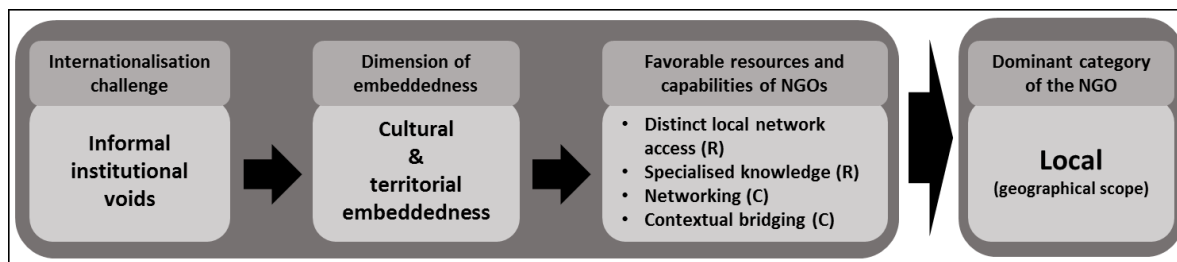 Internationalisation
challenge
Informal
institutional
voids
Dimension of
embeddedness
Cultural
&
territorial
embeddedness
Favorable resources and
capabilities of NGOs
• Distinct local network
access (R)
• Specialised knowledge (R)
• Networking (C)
• Contextual bridging (C)
Dominant category
of the NGO
Local
(geographical scope)